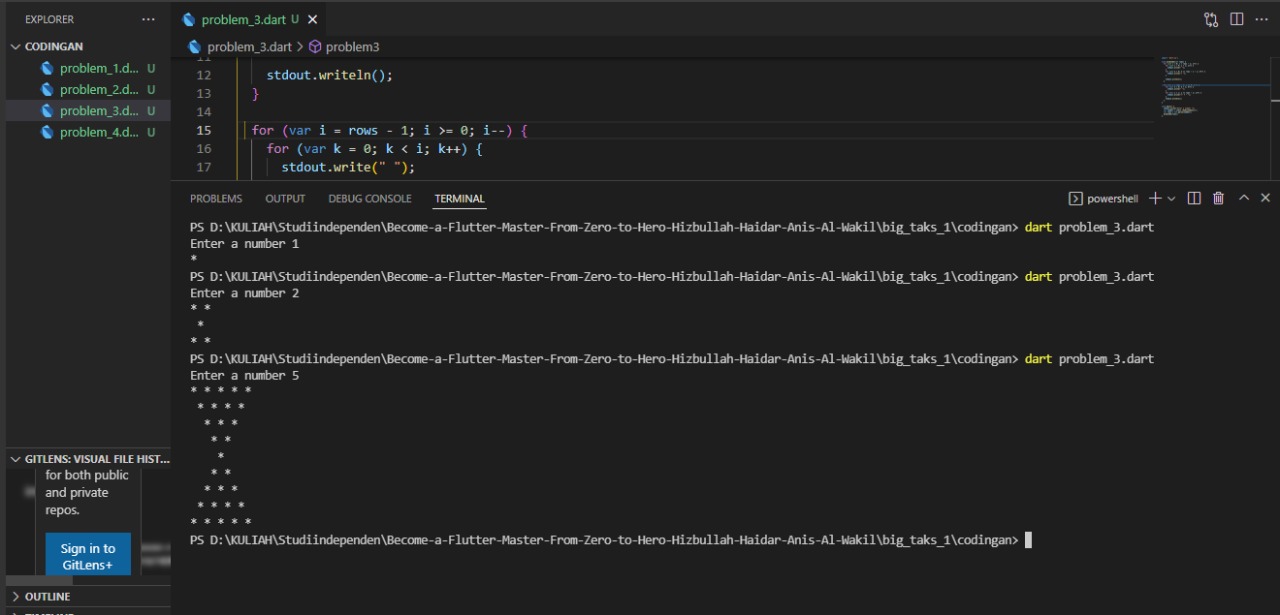 EXPLORER
CODINGAN
problem_1.d... U
problem_2.d... U
problem_3.d... U
problem_4.d... U
GITLENS: VISUAL FILE HIST...
for both public
and private
repos.
Sign in to
GitLens+
OUTLINE
problem_3.dart U
problem_3.dart > problem3
11
12 stdout.writeln();
13 }
14
15 for (var i = rows - 1; i >= 0; i--) {
16 for (var k = 0; k < i; k++) {
17 stdout.write(" ");
PROBLEMS OUTPUT DEBUG CONSOLE TERMINAL powershell
PS D:\KULIAH\Studiindependen\Become-a-Flutter-Master-From-Zero-to-Hero-Hizbullah-Haidar-Anis-Al-Wakil\big_taks_1\codingan> dart problem_3.dart
Enter a number 1
*
PS D:\KULIAH\Studiindependen\Become-a-Flutter-Master-From-Zero-to-Hero-Hizbullah-Haidar-Anis-Al-Wakil\big_taks_1\codingan> dart problem_3.dart
Enter a number 2
* *
 *
* *
PS D:\KULIAH\Studiindependen\Become-a-Flutter-Master-From-Zero-to-Hero-Hizbullah-Haidar-Anis-Al-Wakil\big_taks_1\codingan> dart problem_3.dart
Enter a number 5
* * * * *
 * * * *
  * * *
   * *
    *
   * *
  * * *
 * * * *
* * * * *
PS D:\KULIAH\Studiindependen\Become-a-Flutter-Master-From-Zero-to-Hero-Hizbullah-Haidar-Anis-Al-Wakil\big_taks_1\codingan>